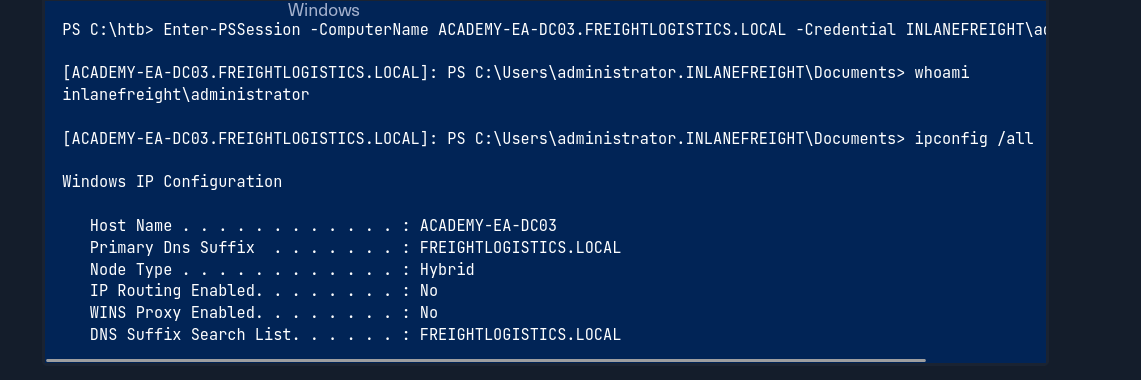 Windows
PS C:\htb> Enter-PSSession -ComputerName ACADEMY-EA-DC03.FREIGHTLOGISTICS.LOCAL -Credential INLANEFREIGHT\ad
[ACADEMY-EA-DC03.FREIGHTLOGISTICS.LOCAL]: PS C:\Users\administrator.INLANEFREIGHT\Documents> whoami
inlanefreight\administrator
[ACADEMY-EA-DC03.FREIGHTLOGISTICS.LOCAL]: PS C:\Users\administrator.INLANEFREIGHT\Documents> ipconfig /all
Windows IP Configuration
Host Name . . . . . . . . . . . . : ACADEMY-EA-DC03
Primary Dns Suffix  . . . . . . . : FREIGHTLOGISTICS.LOCAL
Node Type . . . . . . . . . . . . : Hybrid
IP Routing Enabled. . . . . . . . : No
WINS Proxy Enabled. . . . . . . . : No
DNS Suffix Search List. . . . . . : FREIGHTLOGISTICS.LOCAL